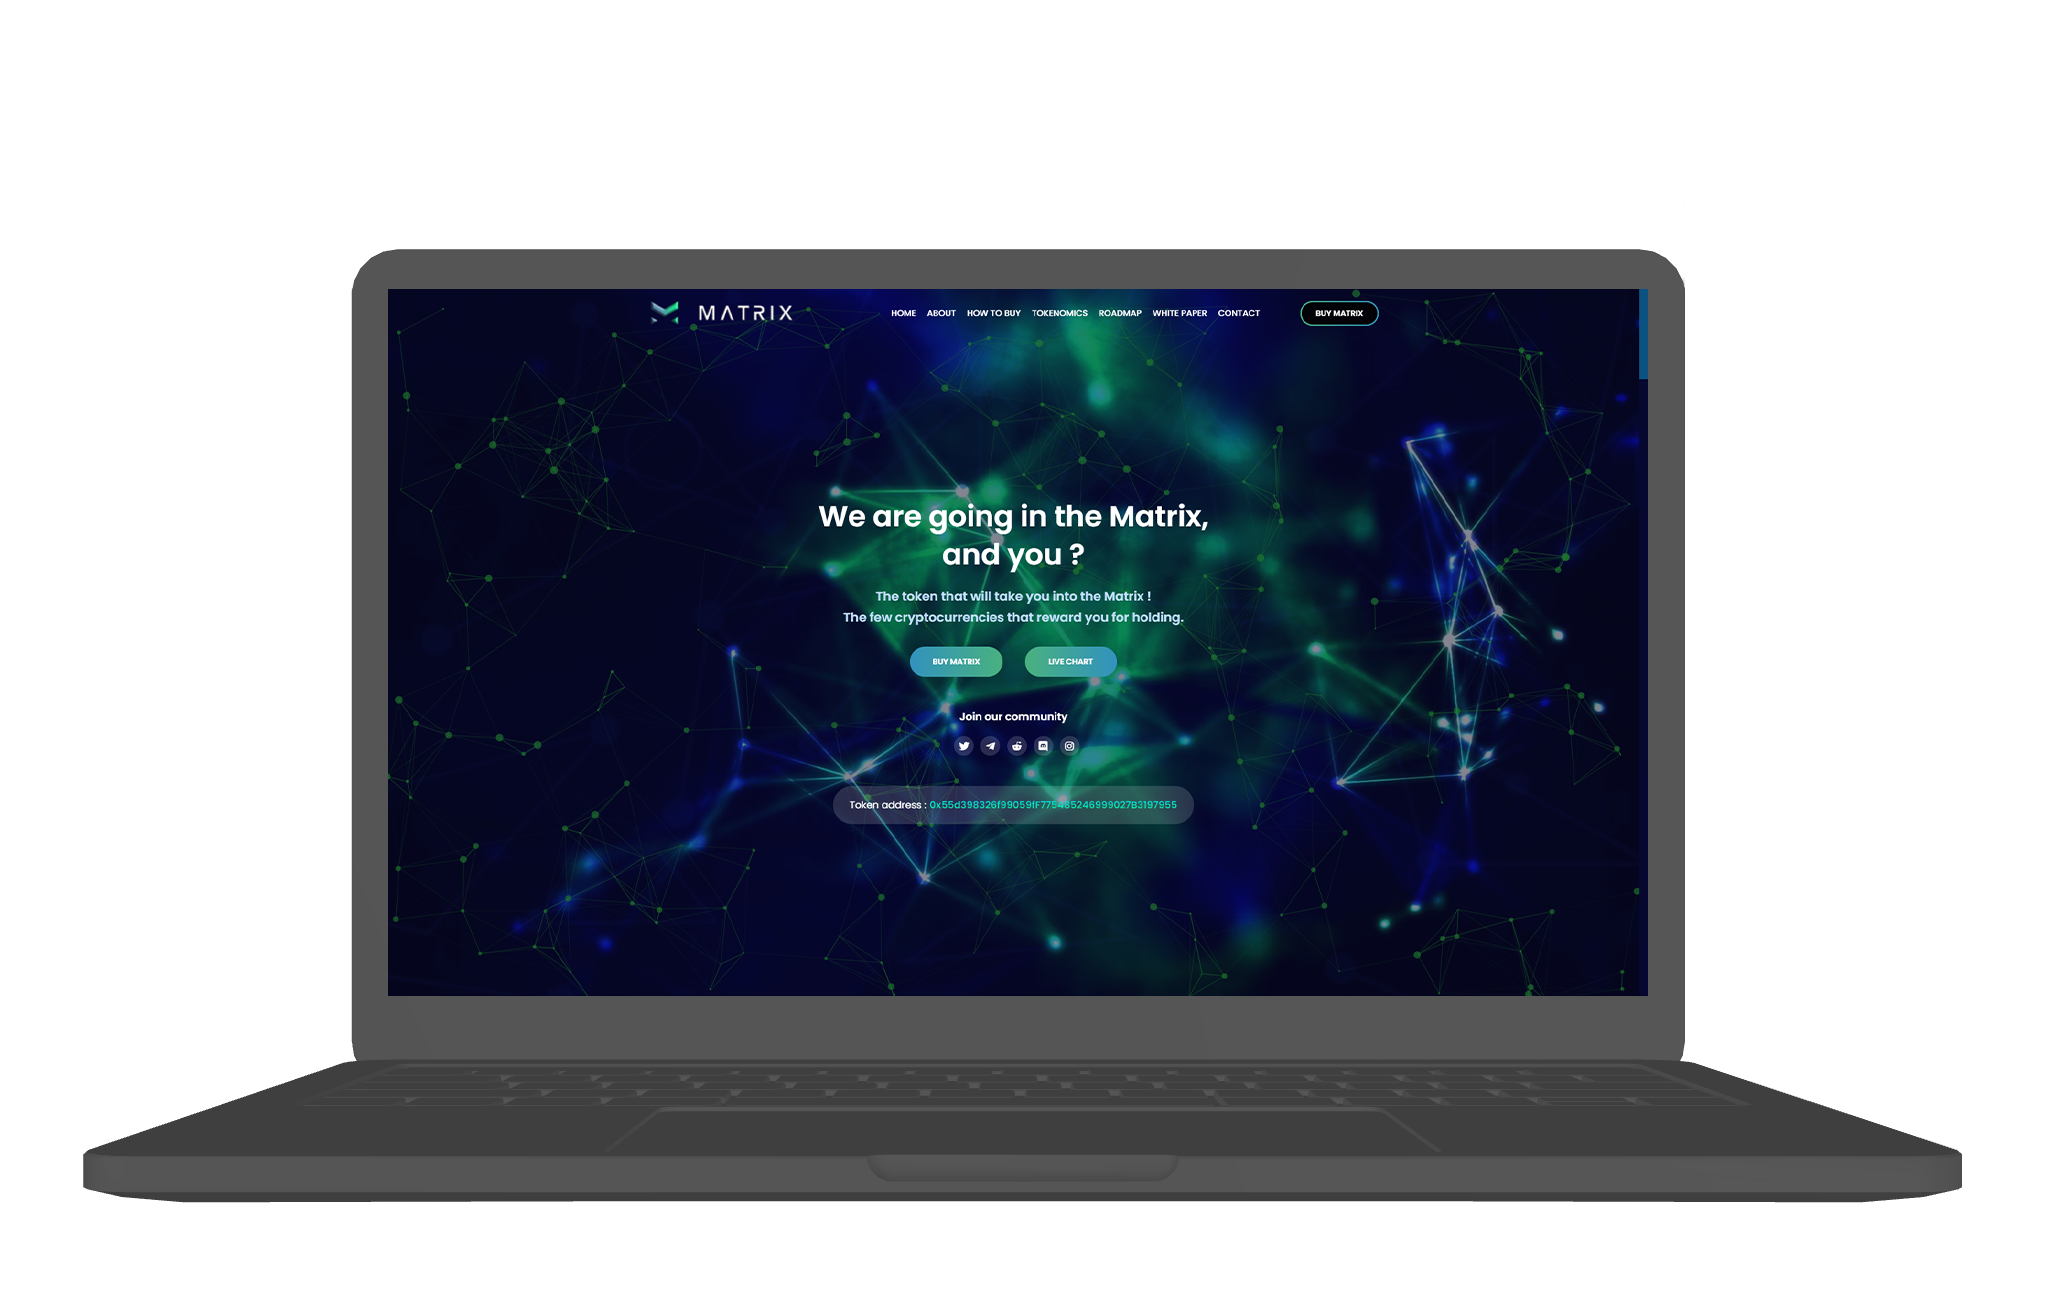 MATRIX
HOME ABOUT HOW TO BUY TOKENOMICS ROADMAP WHITE PAPER CONTACT
BUY MATRIX
We are going in the Matrix,
and you ?
The token that will take you into the Matrix !
The few cryptocurrencies that reward you for holding.
BUY MATRIX LIVE CHART
Join our community
Token address : 0x55d398326f99059fF775485246999027B3197955